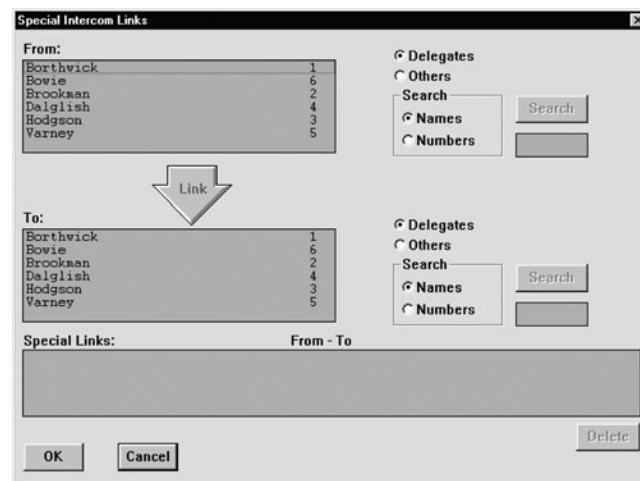 Special Intercom Links
From:
Borthwick 1
Bowie 6
Brookman 2
Dalglish 4
Hodgson 3
Varney 5
Delegates
Others
Search
Names
Numbers
Search
Link
To:
Borthwick 1
Bowie 6
Brookman 2
Dalglish 4
Hodgson 3
Varney 5
Delegates
Others
Search
Names
Numbers
Search
Special Links: From - To
Delete
OK Cancel